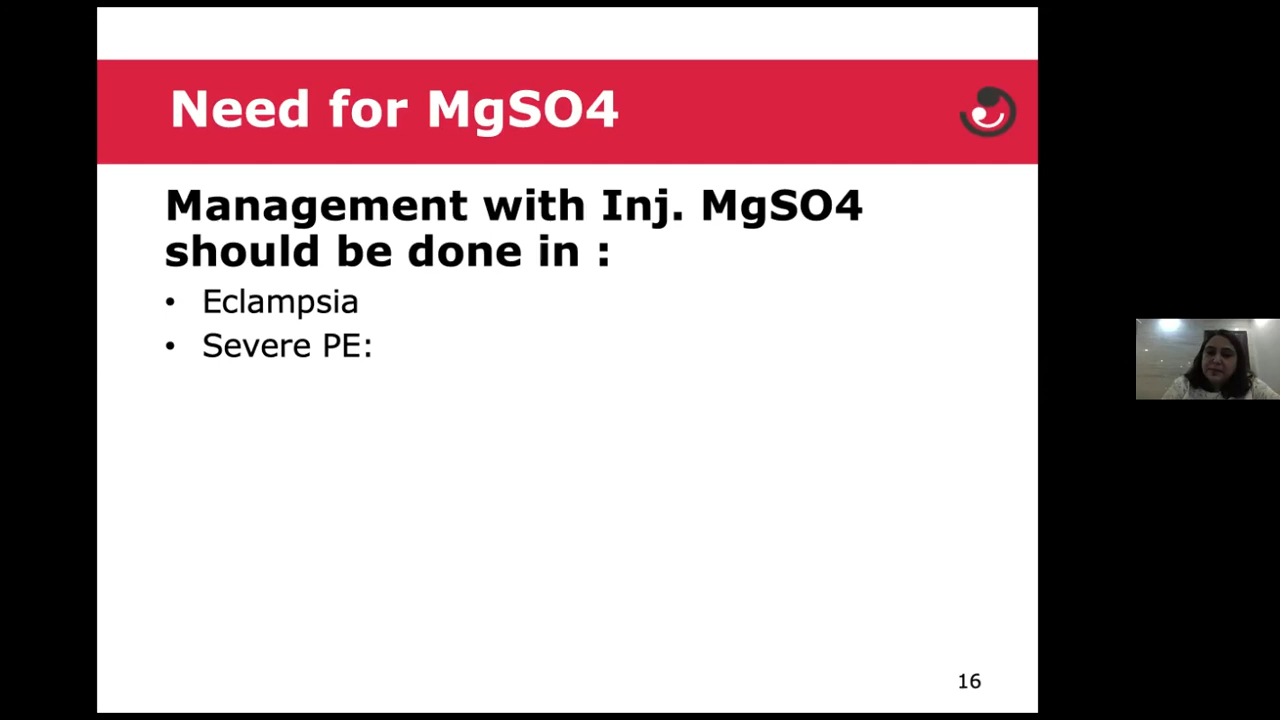 Need for MgSO4
Management with Inj. MgSO4
should be done in :
• Eclampsia
• Severe PE:
16